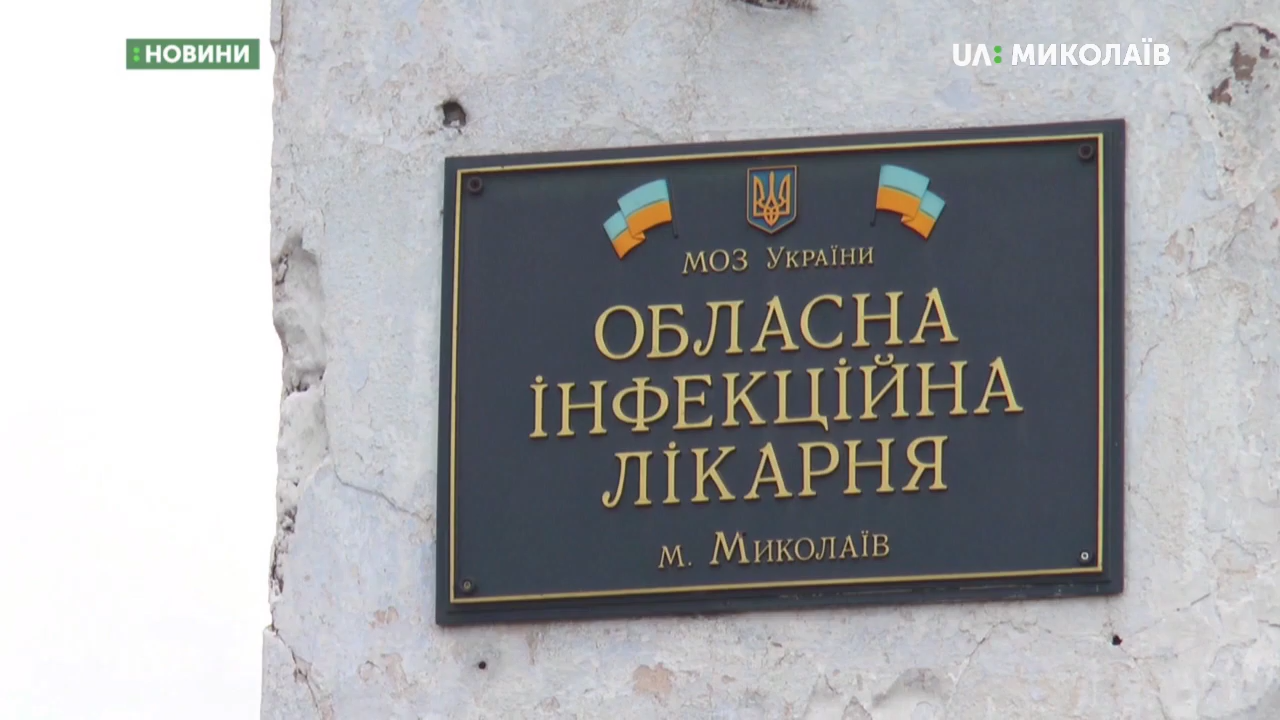 :НОВИНИ
UA: МИКОЛАЇВ
МОЗ України
ОБЛАСНА
ІНФЕКЦІЙНА
ЛІКАРНЯ
м. Миколаїв